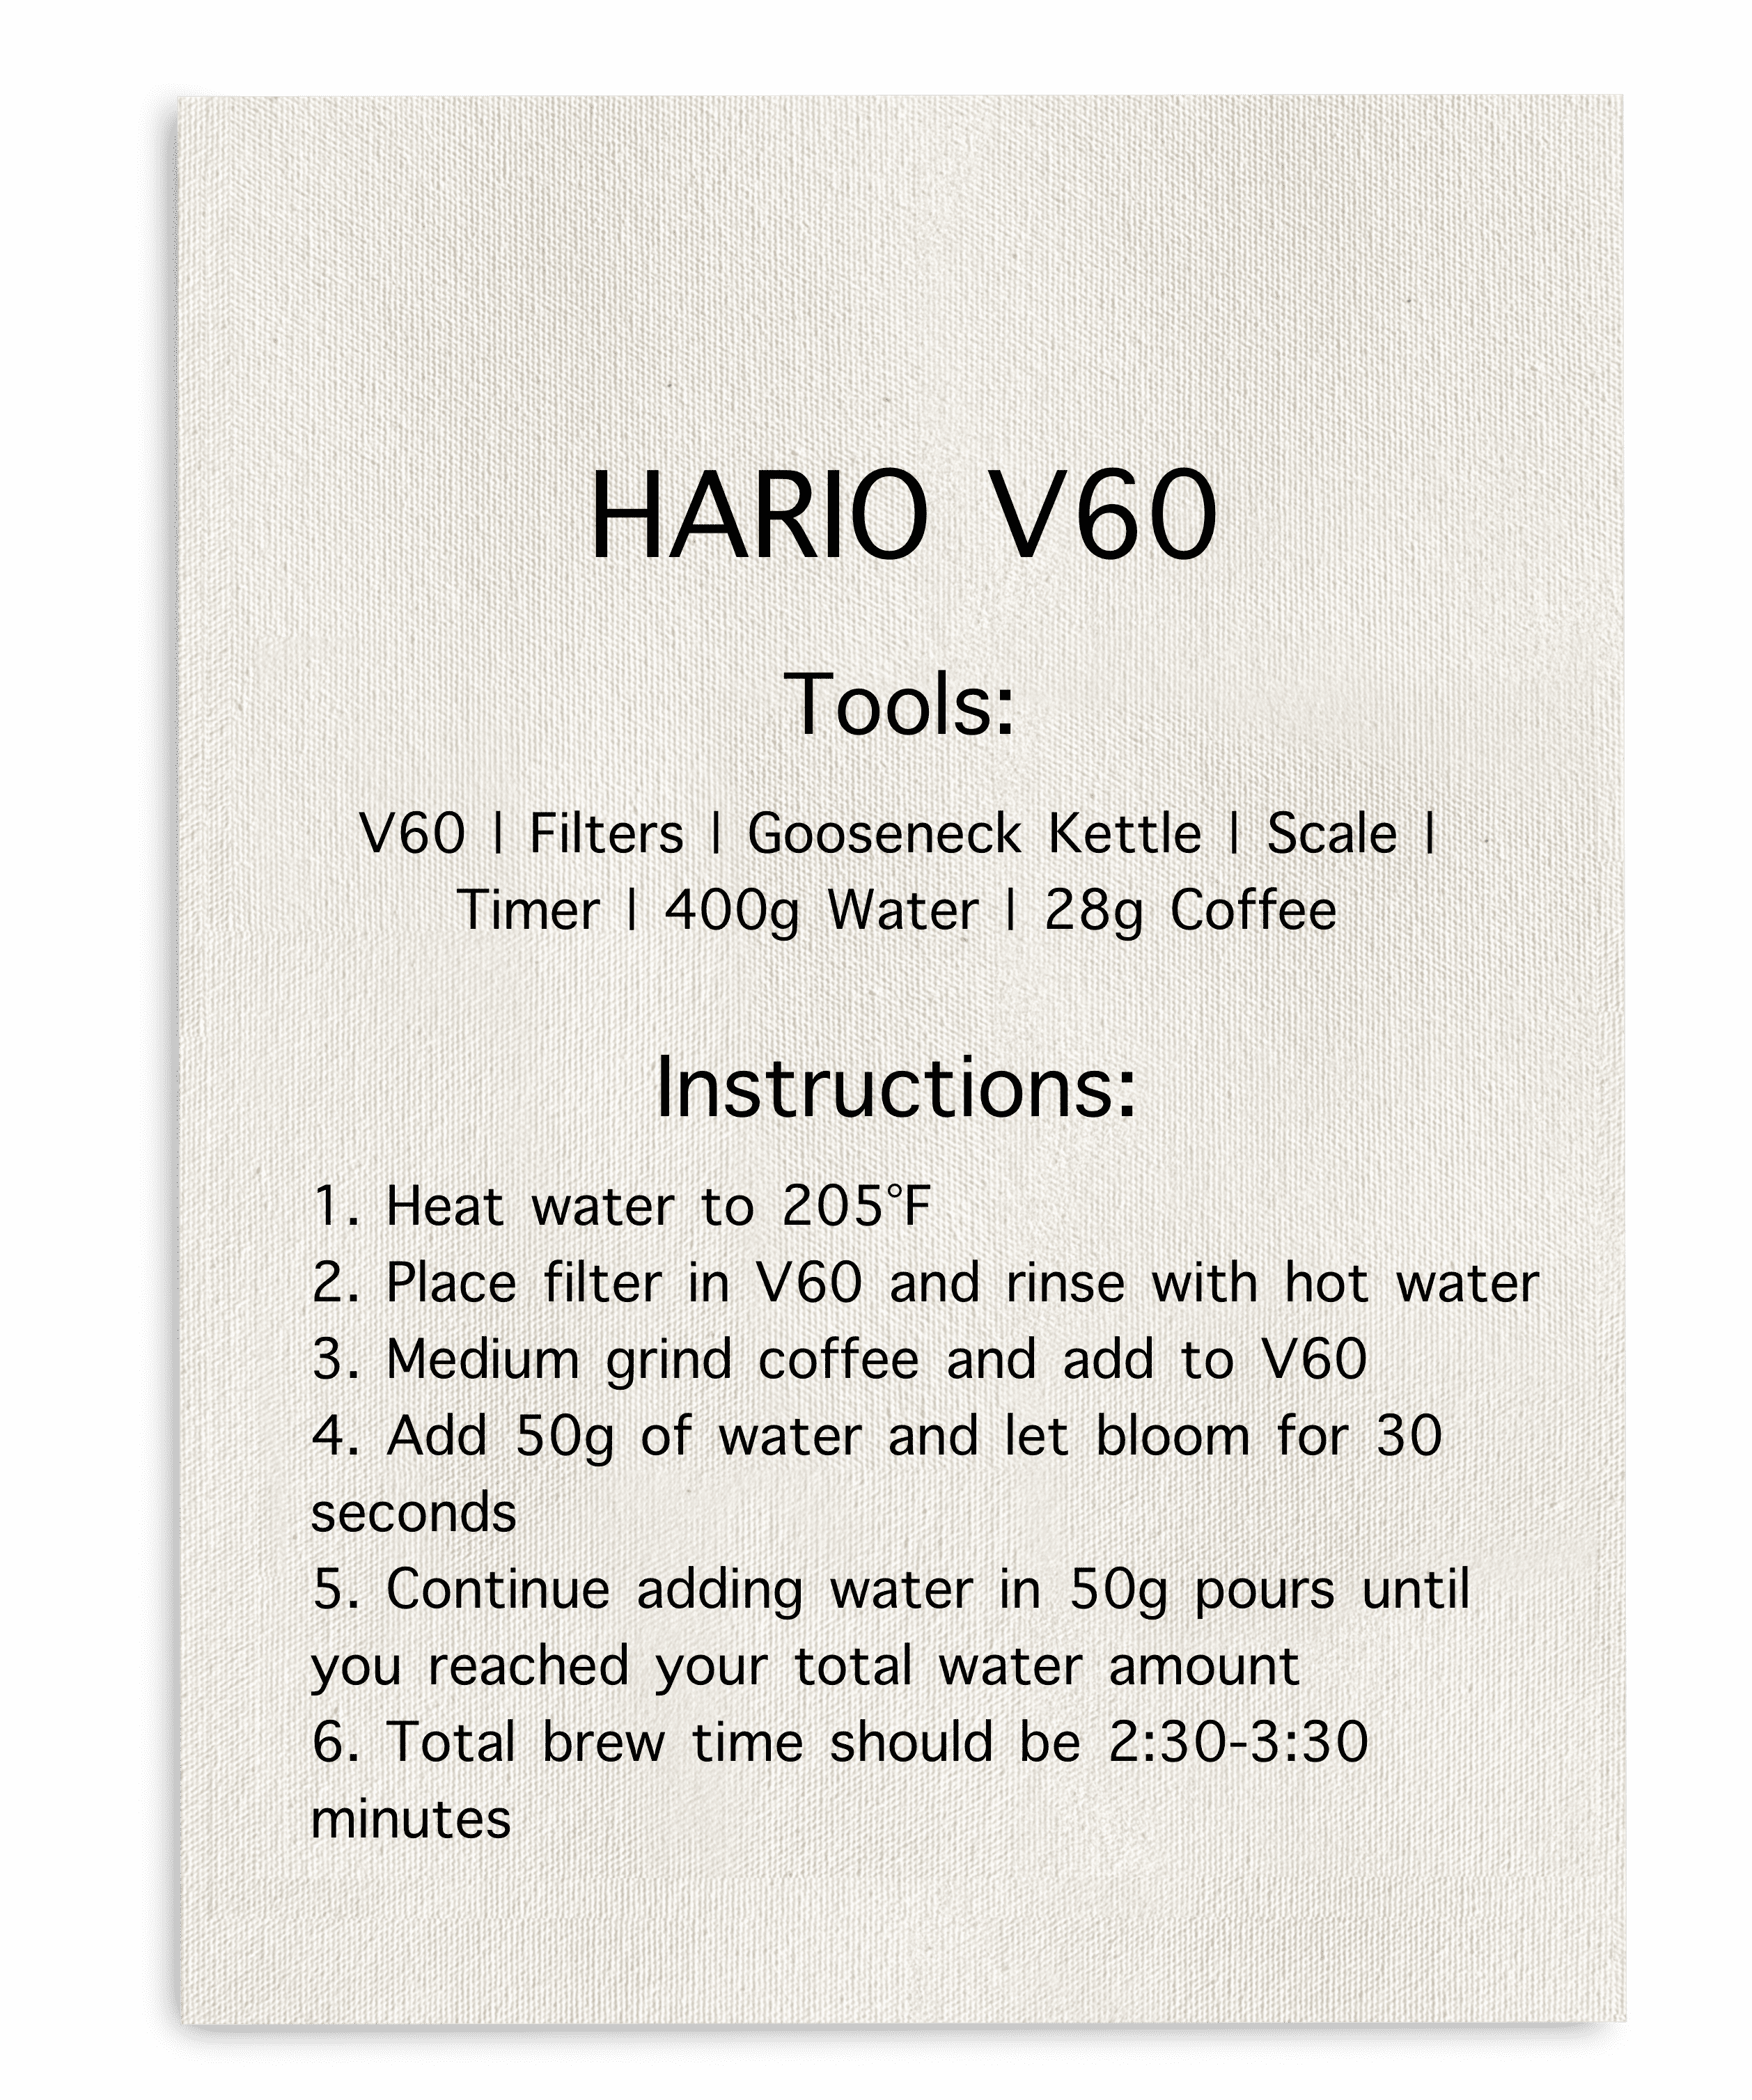 HARIO V60
Tools:
V60 | Filters | Gooseneck Kettle | Scale |
Timer | 400g Water | 28g Coffee
Instructions:
1. Heat water to 205°F
2. Place filter in V60 and rinse with hot water
3. Medium grind coffee and add to V60
4. Add 50g of water and let bloom for 30
seconds
5. Continue adding water in 50g pours until
you reached your total water amount
6. Total brew time should be 2:30-3:30
minutes